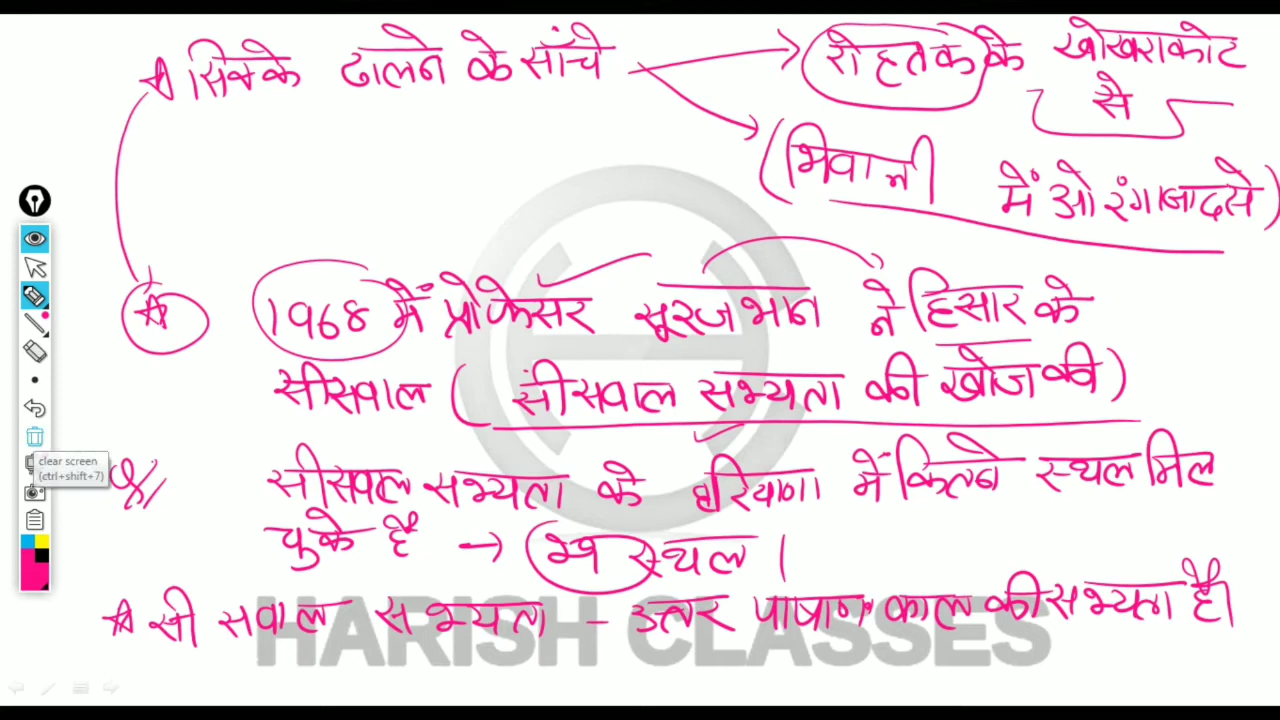 सिक्के ढालने के साँचे → रोहतक के खोखराकोट
से
(भिवानी में औरंगाबाद से)
1968 में प्रोफेसर सूरजभान ने हिसार के
सीसवाल ( सीसवाल सभ्यता की खोज की )
सीसवाल सभ्यता के हरियाणा में कितने स्थल मिल
चुके है → स्थल ।
सीसवाल सभ्यता - उत्तर पाषाण काल की सभ्यता है।
HARISH CLASSES
clear screen
(ctrl+shift+7)